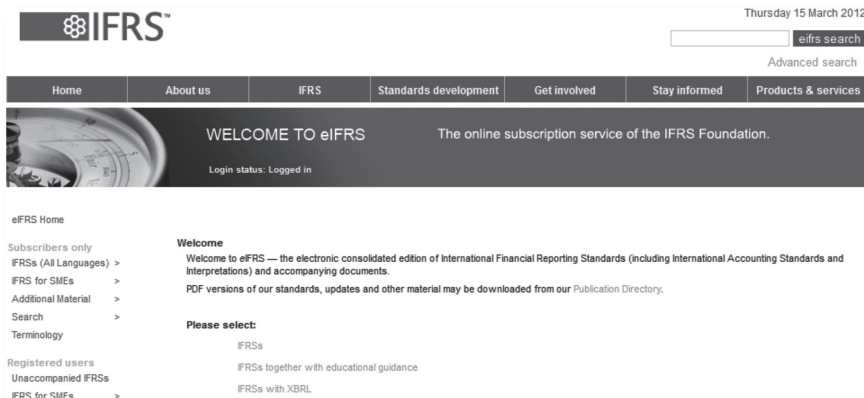 IFRS™
Thursday 15 March 2012
eifrs search
Advanced search
Home
About us
IFRS
Standards development
Get involved
Stay informed
Products & services
WELCOME TO eIFRS
The online subscription service of the IFRS Foundation.
Login status: Logged in
Fair
eIFRS Home
Subscribers only
IFRSs (All Languages) >
IFRS for SMEs >
Additional Material >
Search >
Terminology
Registered users
Unaccompanied IFRSs
IFRS for SMEs >
Welcome
Welcome to eIFRS — the electronic consolidated edition of International Financial Reporting Standards (including International Accounting Standards and
Interpretations) and accompanying documents.
PDF versions of our standards, updates and other material may be downloaded from our Publication Directory.
Please select:
IFRSs
IFRSs together with educational guidance
IFRSs with XBRL